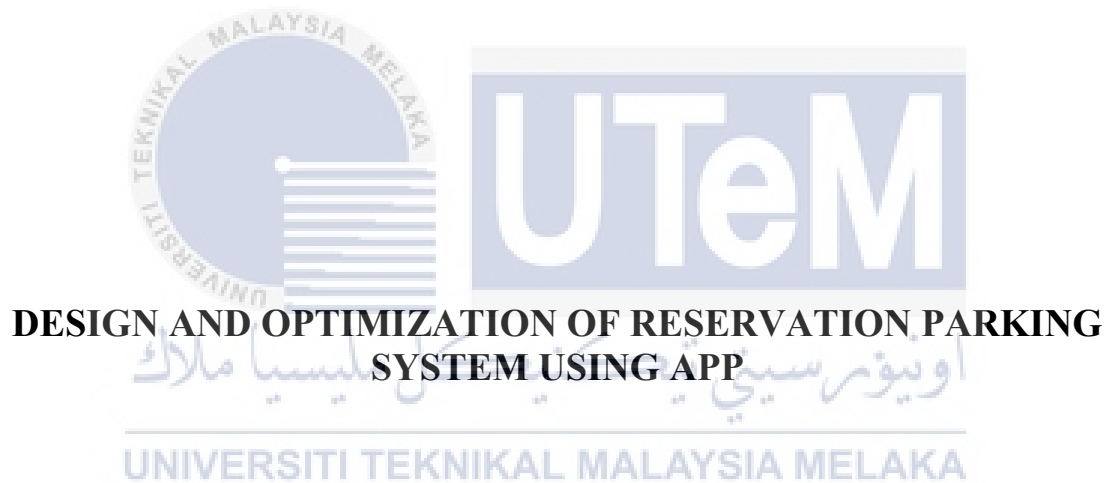 UNIVERSITI TEKNIKAL MALAYSIA MELAKA
UTeM
DESIGN AND OPTIMIZATION OF RESERVATION PARKING
SYSTEM USING APP
اونيۏرسيتي تيكنيكل مليسيا ملاك
UNIVERSITI TEKNIKAL MALAYSIA MELAKA